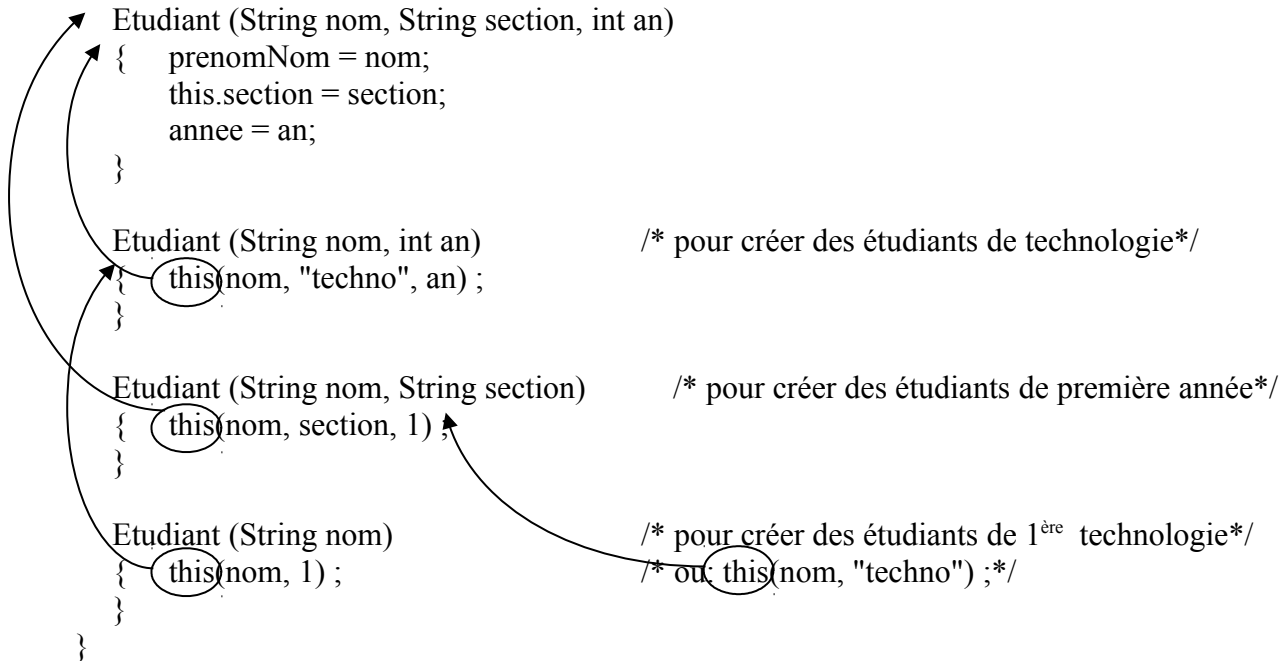 Etudiant (String nom, String section, int an)
{ prenomNom = nom;
this.section = section;
annee = an;
}
Etudiant (String nom, int an) /* pour créer des étudiants de technologie*/
{ this(nom, "techno", an) ;
}
Etudiant (String nom, String section) /* pour créer des étudiants de première année*/
{ this(nom, section, 1) ;
}
Etudiant (String nom) /* pour créer des étudiants de 1ère technologie*/
{ this(nom, 1) ; /* ou: this(nom, "techno") ;*/
}
}